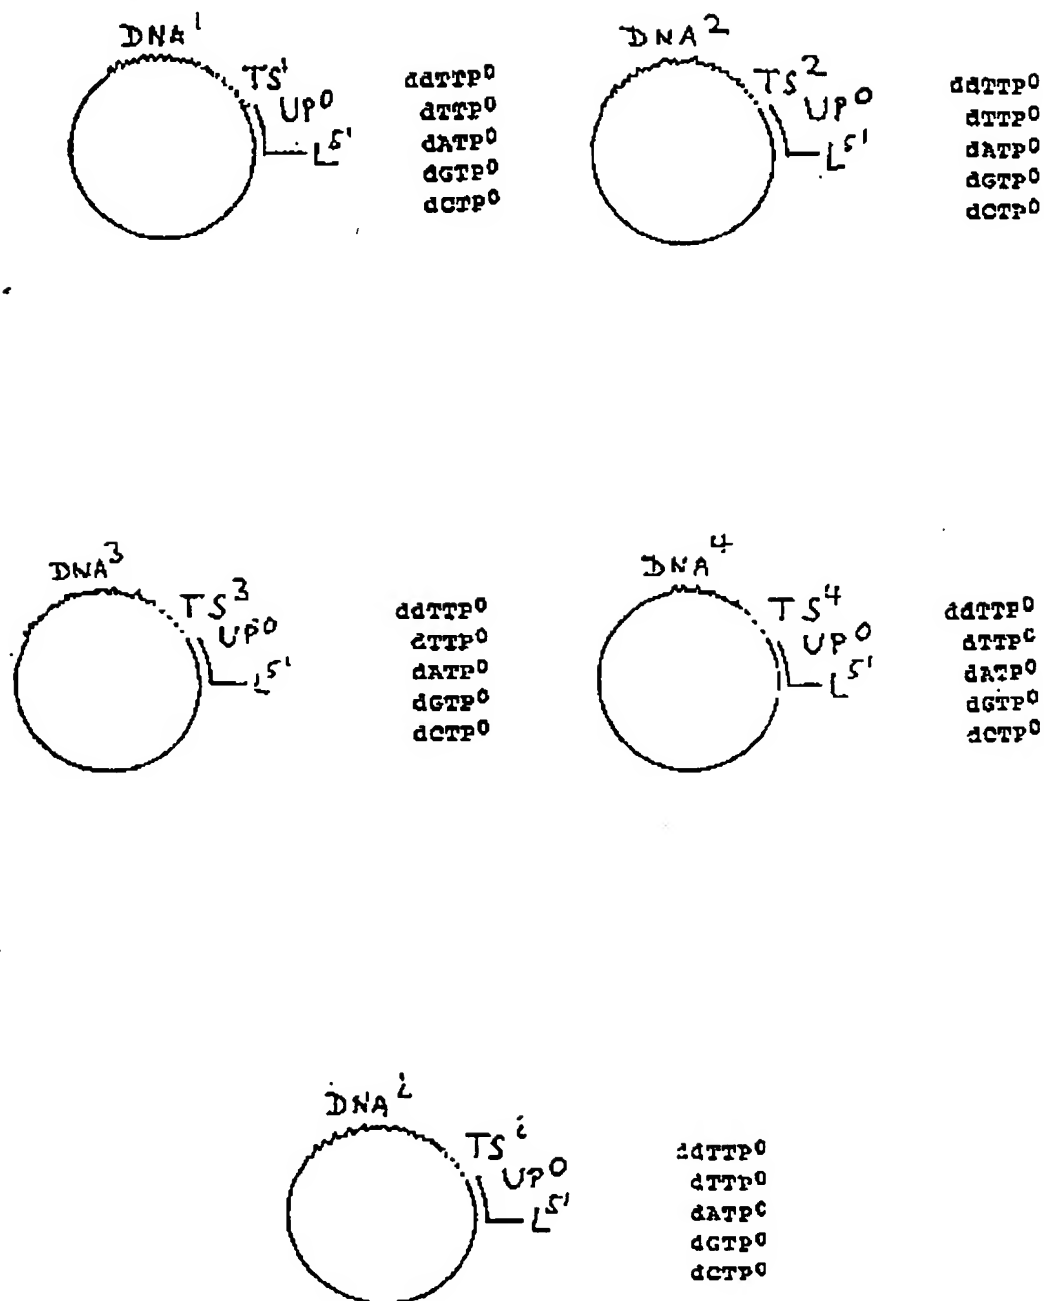 DNA¹
TS¹
UP⁰
L⁵'
ddTTP⁰
dTTP⁰
dATP⁰
dGTP⁰
dCTP⁰
DNA²
TS²
UP⁰
L⁵'
ddTTP⁰
dTTP⁰
dATP⁰
dGTP⁰
dCTP⁰
DNA³
TS³
UP⁰
L⁵'
ddTTP⁰
dTTP⁰
dATP⁰
dGTP⁰
dCTP⁰
DNA⁴
TS⁴
UP⁰
L⁵'
ddTTP⁰
dTTPᶜ
dATP⁰
dGTP⁰
dCTP⁰
DNAⁱ
TSⁱ
UP⁰
L⁵'
ddTTP⁰
dTTP⁰
dATPᶜ
dGTP⁰
dCTP⁰